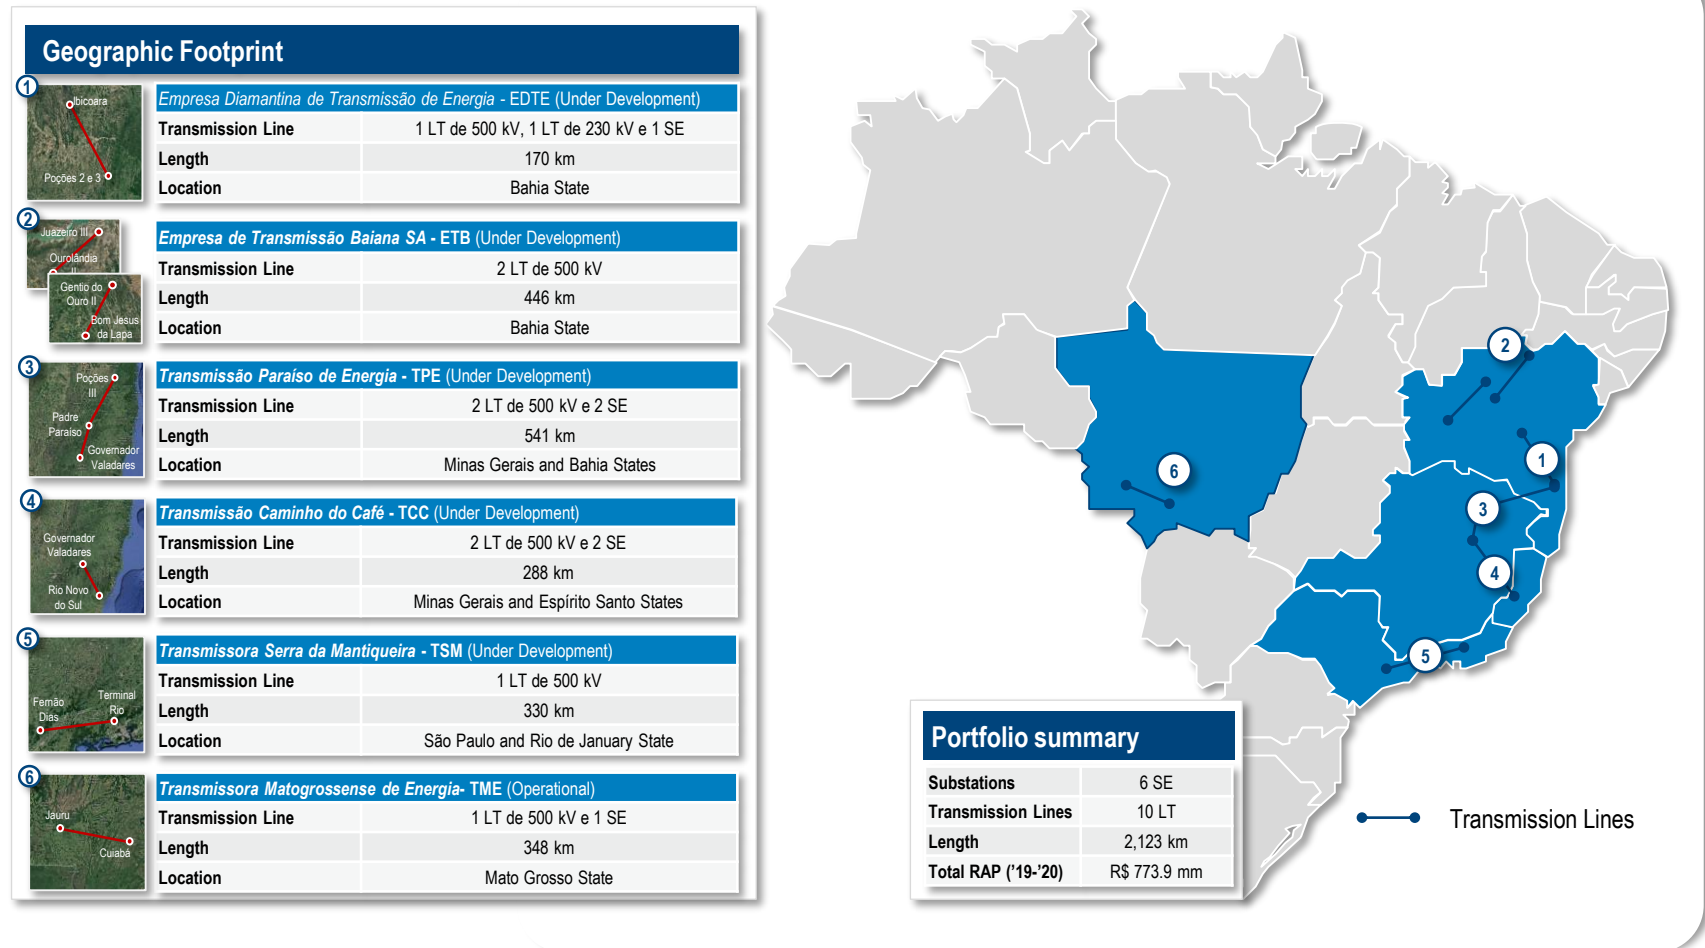 Geographic Footprint
1
Ibicoara
Poções 2 e 3
Empresa Diamantina de Transmissão de Energia - EDTE (Under Development)
Transmission Line 1 LT de 500 kV, 1 LT de 230 kV e 1 SE
Length 170 km
Location Bahia State
2
Juazeiro III
Ourolândia
II
Gentio do
Ouro II
Bom Jesus
da Lapa
Empresa de Transmissão Baiana SA - ETB (Under Development)
Transmission Line 2 LT de 500 kV
Length 446 km
Location Bahia State
3
Poções
III
Padre
Paraíso
Governador
Valadares
Transmissão Paraíso de Energia - TPE (Under Development)
Transmission Line 2 LT de 500 kV e 2 SE
Length 541 km
Location Minas Gerais and Bahia States
4
Governador
Valadares
Rio Novo
do Sul
Transmissão Caminho do Café - TCC (Under Development)
Transmission Line 2 LT de 500 kV e 2 SE
Length 288 km
Location Minas Gerais and Espírito Santo States
5
Fernão
Dias
Terminal
Rio
Transmissora Serra da Mantiqueira - TSM (Under Development)
Transmission Line 1 LT de 500 kV
Length 330 km
Location São Paulo and Rio de January State
6
Jauru
Cuiabá
Transmissora Matogrossense de Energia- TME (Operational)
Transmission Line 1 LT de 500 kV e 1 SE
Length 348 km
Location Mato Grosso State
2
1
6
3
4
5
Portfolio summary
Substations 6 SE
Transmission Lines 10 LT
Length 2,123 km
Total RAP ('19-'20) R$ 773.9 mm
Transmission Lines